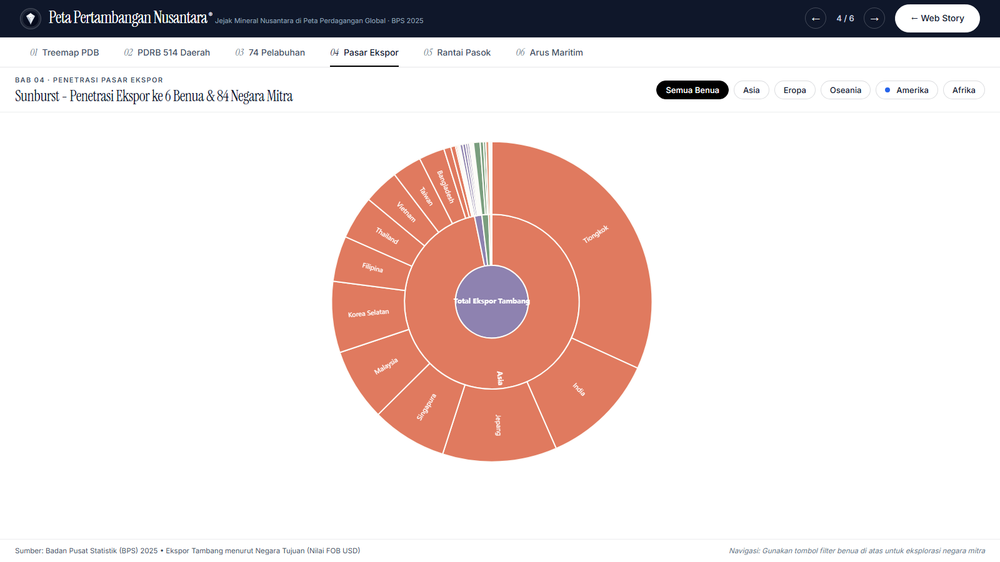 Peta Pertambangan Nusantara®
Jejak Mineral Nusantara di Peta Perdagangan Global · BPS 2025
← 4 / 6 →
← Web Story
01 Treemap PDB
02 PDRB 514 Daerah
03 74 Pelabuhan
04 Pasar Ekspor
05 Rantai Pasok
06 Arus Maritim
BAB 04 · PENETRASI PASAR EKSPOR
Sunburst - Penetrasi Ekspor ke 6 Benua & 84 Negara Mitra
Semua Benua
Asia
Eropa
Oseania
Amerika
Afrika
Bangladesh
Taiwan
Vietnam
Thailand
Filipina
Korea Selatan
Malaysia
Singapura
Jepang
India
Tiongkok
Asia
Total Ekspor Tambang
Sumber: Badan Pusat Statistik (BPS) 2025 • Ekspor Tambang menurut Negara Tujuan (Nilai FOB USD)
Navigasi: Gunakan tombol filter benua di atas untuk eksplorasi negara mitra